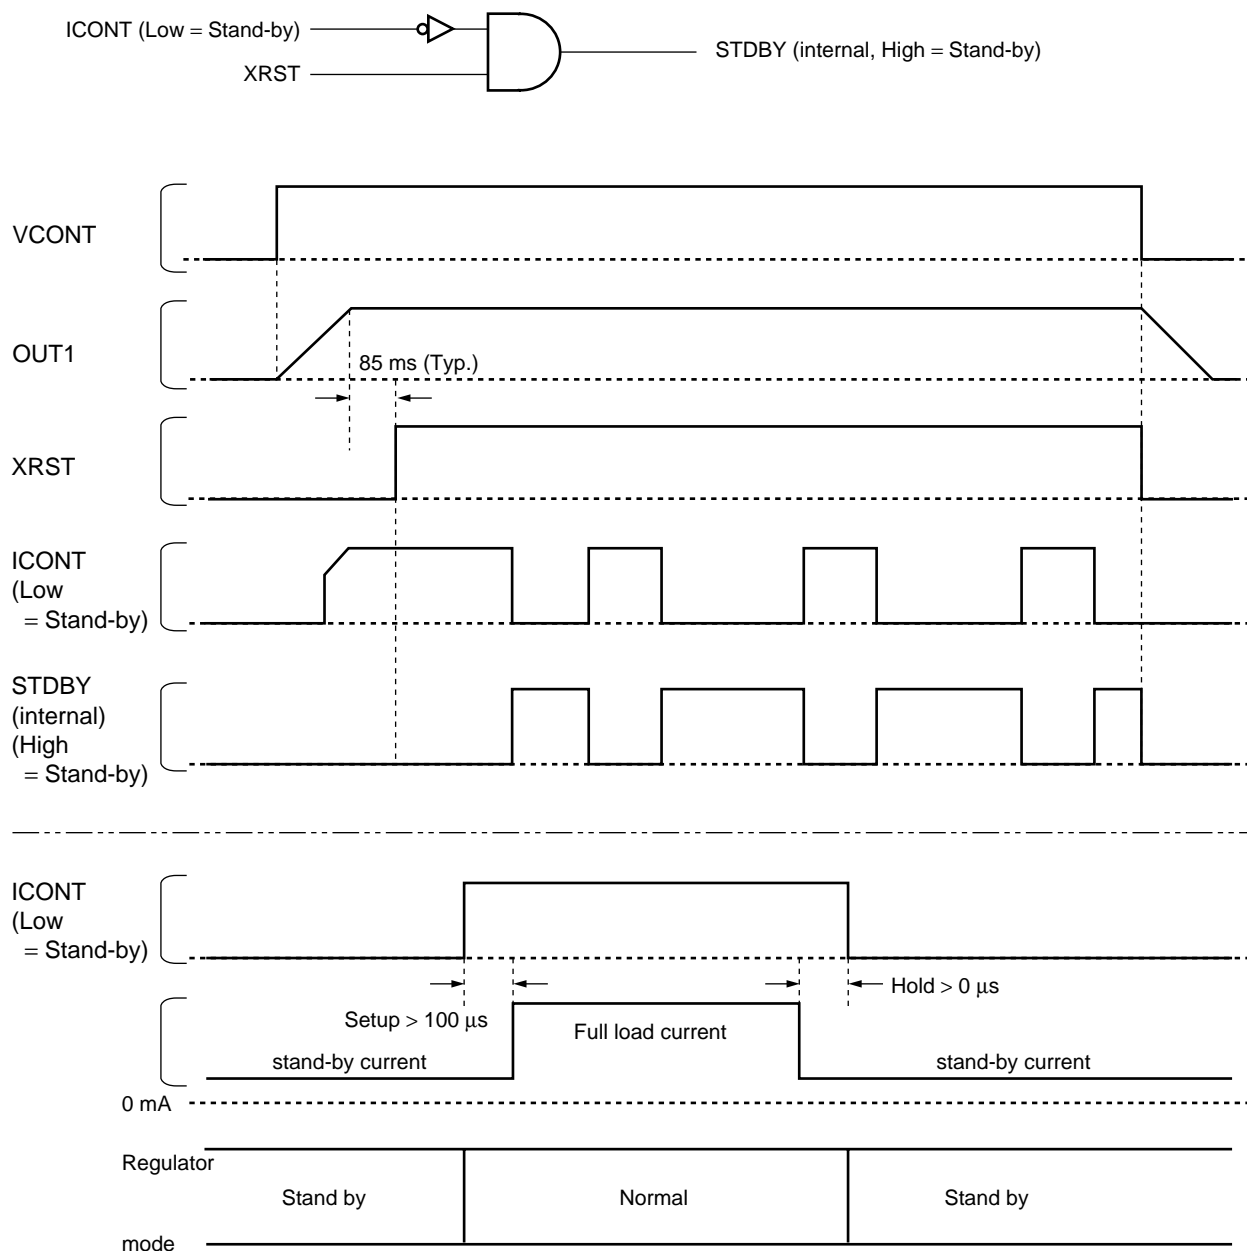 ICONT (Low = Stand-by)
XRST
STDBY (internal, High = Stand-by)
VCONT
OUT1
85 ms (Typ.)
XRST
ICONT
(Low
= Stand-by)
STDBY
(internal)
(High
= Stand-by)
ICONT
(Low
= Stand-by)
Hold > 0 μs
Setup > 100 μs
Full load current
stand-by current
stand-by current
0 mA
Regulator
Stand by
Normal
Stand by
mode